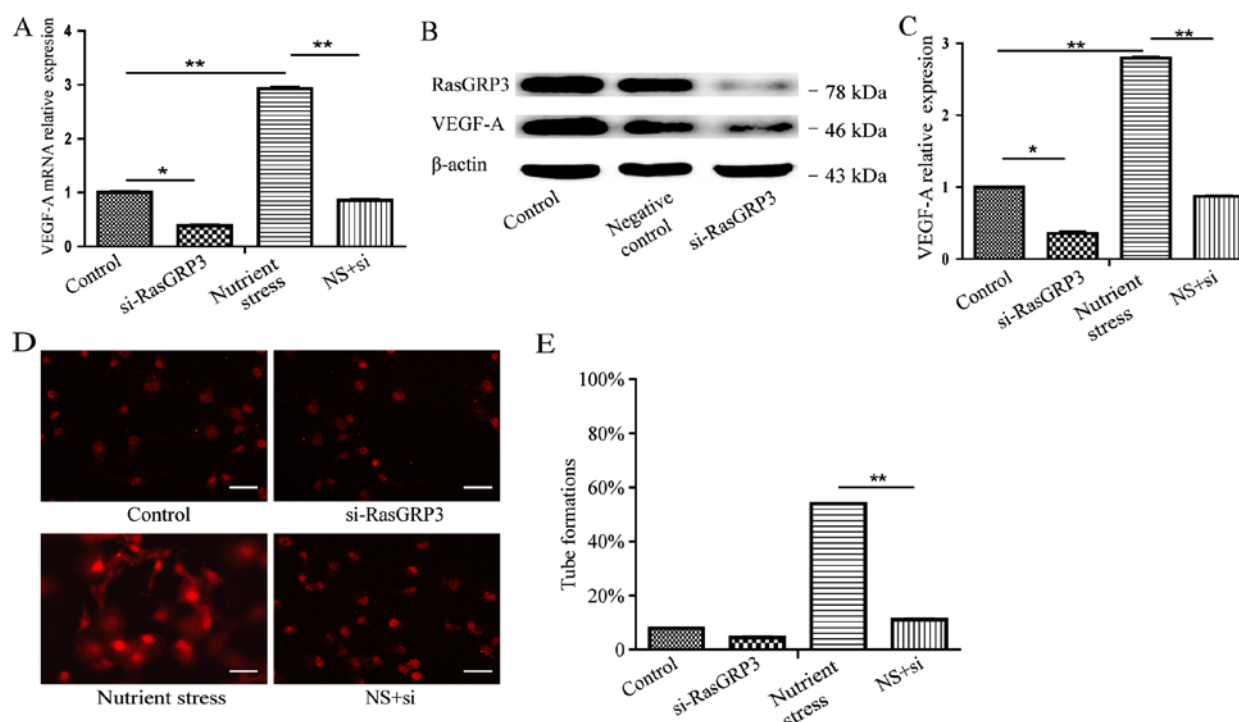 A
VEGF-A mRNA relative expresion
4
3
2
1
0
**
**
*
Control
si-RasGRP3
Nutrient
stress
NS+si
B
RasGRP3
VEGF-A
β-actin
- 78 kDa
- 46 kDa
- 43 kDa
Control
Negative
control
si-RasGRP3
C
VEGF-A relative expresion
3
2
1
0
**
**
*
Control
si-RasGRP3
Nutrient
stress
NS+si
D
Control
si-RasGRP3
Nutrient stress
NS+si
E
Tube formations
100%
80%
60%
40%
20%
0
**
Control
si-RasGRP3
Nutrient
stress
NS+si